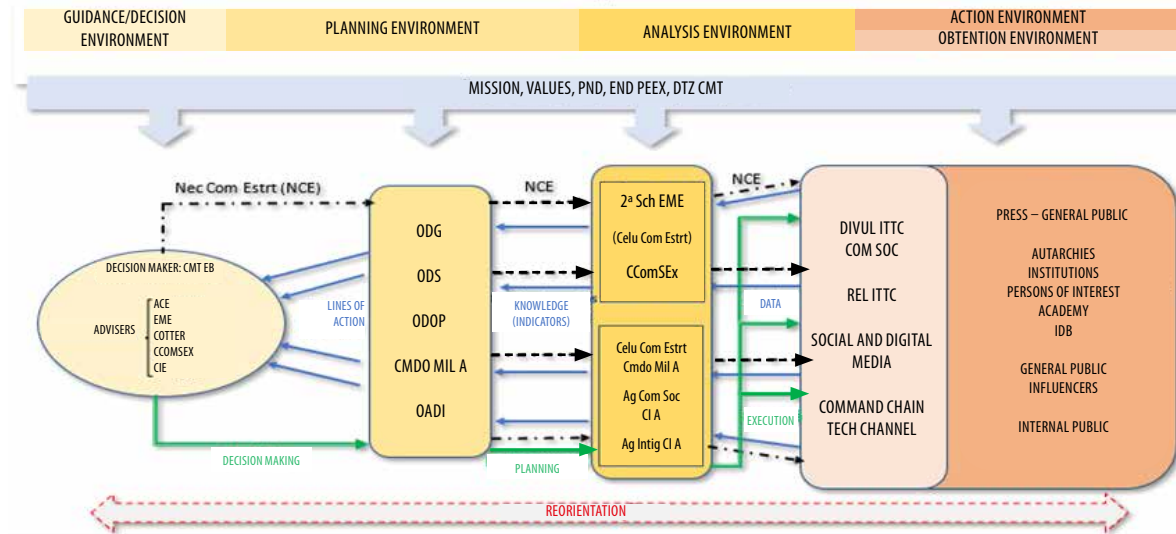 GUIDANCE/DECISION
ENVIRONMENT
PLANNING ENVIRONMENT
ANALYSIS ENVIRONMENT
ACTION ENVIRONMENT
OBTENTION ENVIRONMENT
MISSION, VALUES, PND, END PEEX, DTZ CMT
Nec Com Estrt (NCE)
DECISION MAKER: CMT EB
ADVISERS
ACE
EME
COTTER
CCOMSEX
CIE
DECISION MAKING
LINES OF
ACTION
ODG
ODS
ODOP
CMDO MIL A
OADI
NCE
KNOWLEDGE
(INDICATORS)
PLANNING
2ª Sch EME
(Celu Com Estrt)
CComSEx
Celu Com Estrt
Cmdo Mil A
Ag Com Soc
CI A
Ag Intig CI A
NCE
DATA
EXECUTION
DIVUL ITTC
COM SOC
REL ITTC
SOCIAL AND DIGITAL
MEDIA
COMMAND CHAIN
TECH CHANNEL
PRESS – GENERAL PUBLIC
AUTARCHIES
INSTITUTIONS
PERSONS OF INTEREST
ACADEMY
IDB
GENERAL PUBLIC
INFLUENCERS
INTERNAL PUBLIC
REORIENTATION